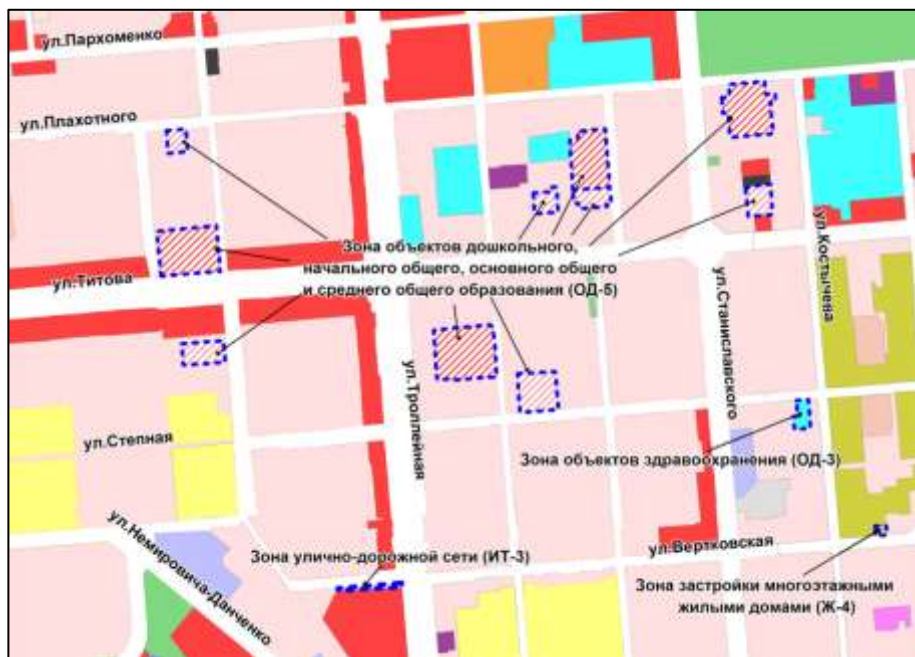 ул.Пархоменко
ул.Плахотного
Зона объектов дошкольного,
начального общего, основного общего
и среднего общего образования (ОД-5)
ул.Титова
ул.Костычева
ул.Станиславского
ул.Троллейная
ул.Степная
Зона объектов здравоохранения (ОД-3)
ул.Немировича-Данченко
Зона улично-дорожной сети (ИТ-3)
ул.Вертковская
Зона застройки многоэтажными
жилыми домами (Ж-4)